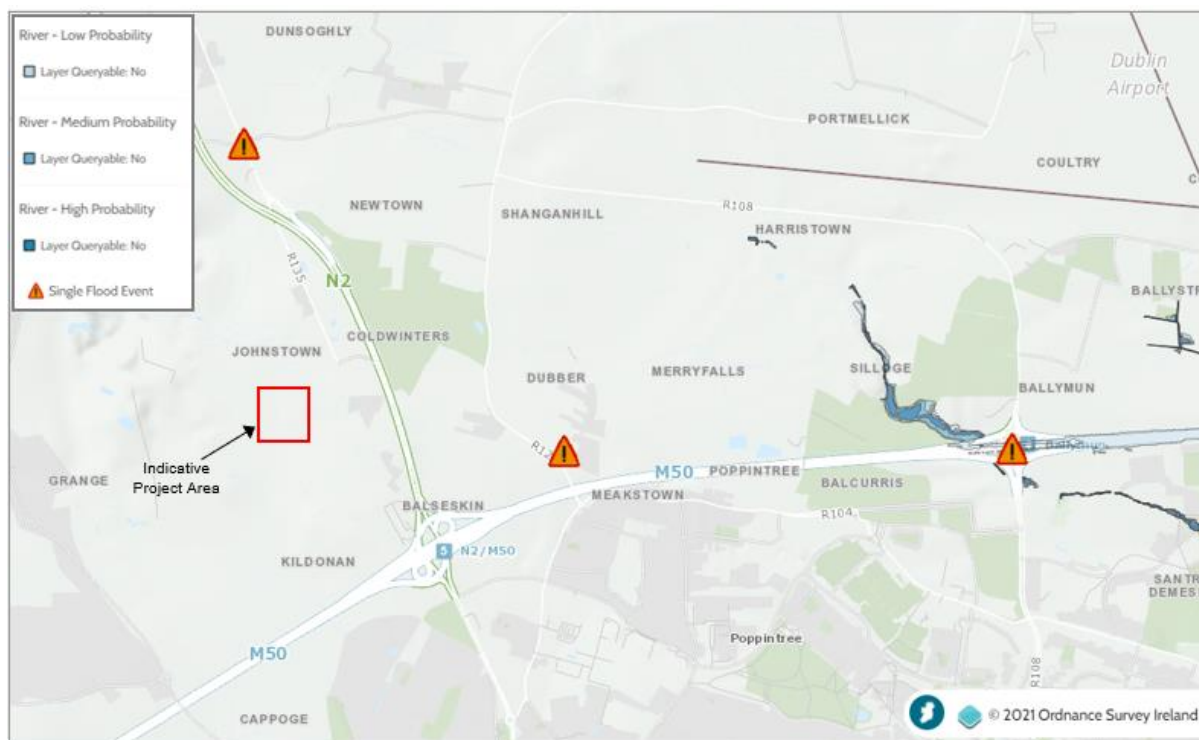 River - Low Probability
Layer Queryable: No
River - Medium Probability
Layer Queryable: No
River - High Probability
Layer Queryable: No
Single Flood Event
DUNSOGHLY
Dublin
Airport
PORTMELLICK
COULTRY
NEWTOWN
SHANGANHILL
R108
HARRISTOWN
R135
N2
BALLYSTR
COLDWINTERS
JOHNSTOWN
DUBBER
MERRYFALLS
SILLOGE
BALLYMUN
Indicative
Project Area
GRANGE
R12
M50
POPPINTREE
BALCURRIS
MEAKSTOWN
BALSESKIN
R104
5
N2/M50
KILDONAN
SANTR
DEMES
Poppintree
M50
R108
CAPPOGE
© 2021 Ordnance Survey Ireland